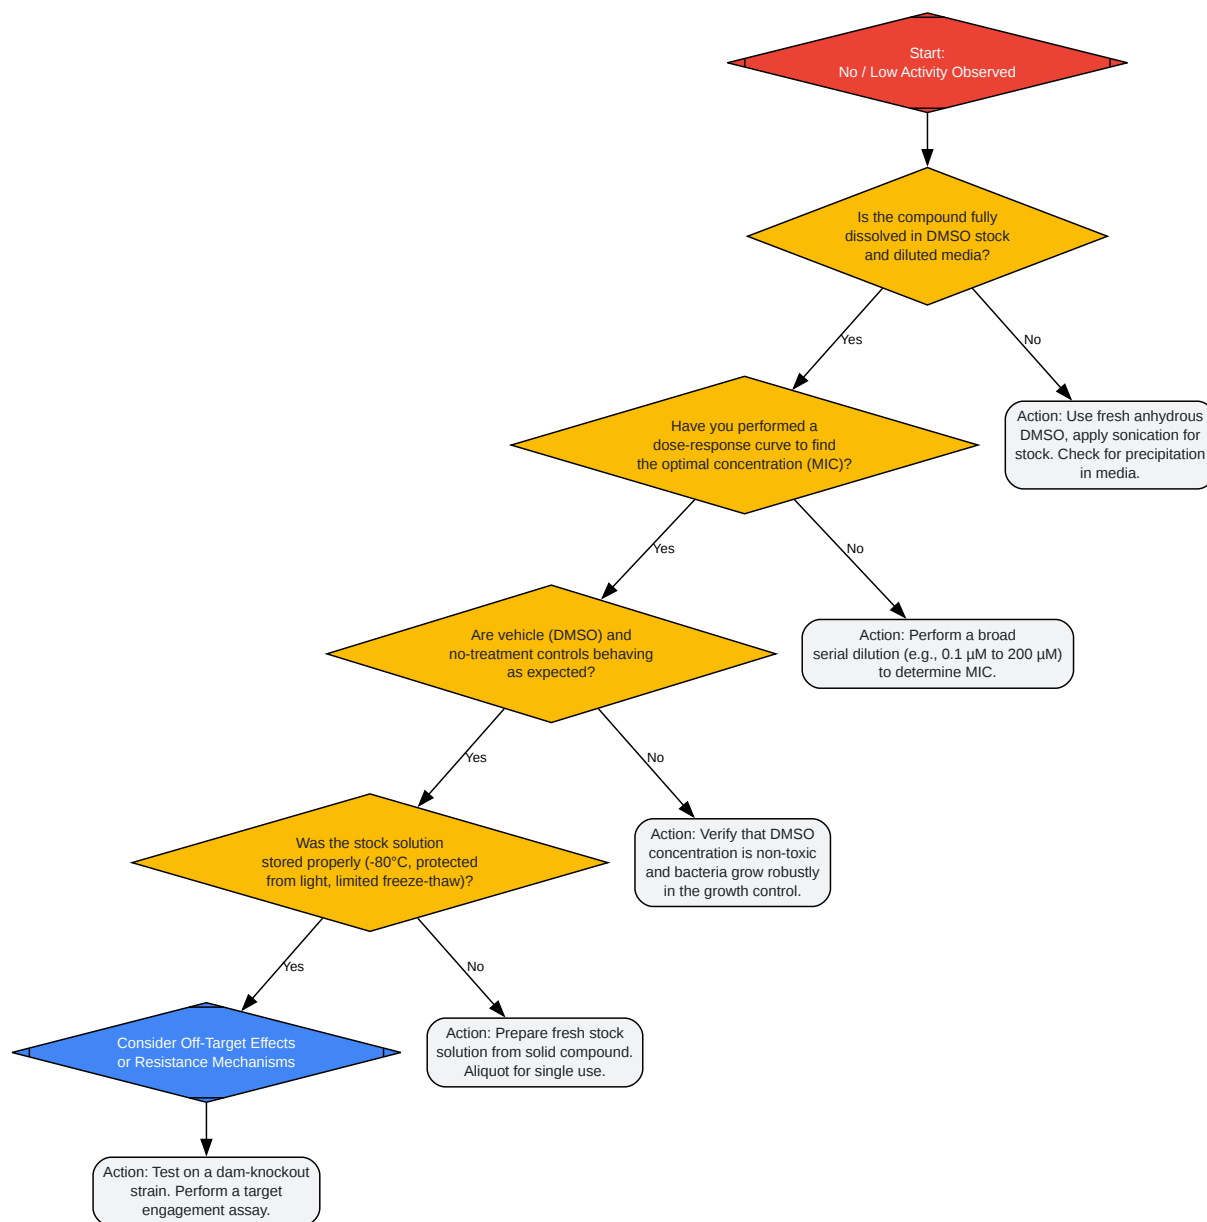 Start:
No / Low Activity Observed
Is the compound fully
dissolved in DMSO stock
and diluted media?
Yes
No
Have you performed a
dose-response curve to find
the optimal concentration (MIC)?
Action: Use fresh anhydrous
DMSO, apply sonication for
stock. Check for precipitation
in media.
Yes
No
Are vehicle (DMSO) and
no-treatment controls behaving
as expected?
Action: Perform a broad
serial dilution (e.g., 0.1 µM to 200 µM)
to determine MIC.
Yes
No
Was the stock solution
stored properly (-80°C, protected
from light, limited freeze-thaw)?
Action: Verify that DMSO
concentration is non-toxic
and bacteria grow robustly
in the growth control.
Yes
No
Consider Off-Target Effects
or Resistance Mechanisms
Action: Prepare fresh stock
solution from solid compound.
Aliquot for single use.
Action: Test on a dam-knockout
strain. Perform a target
engagement assay.